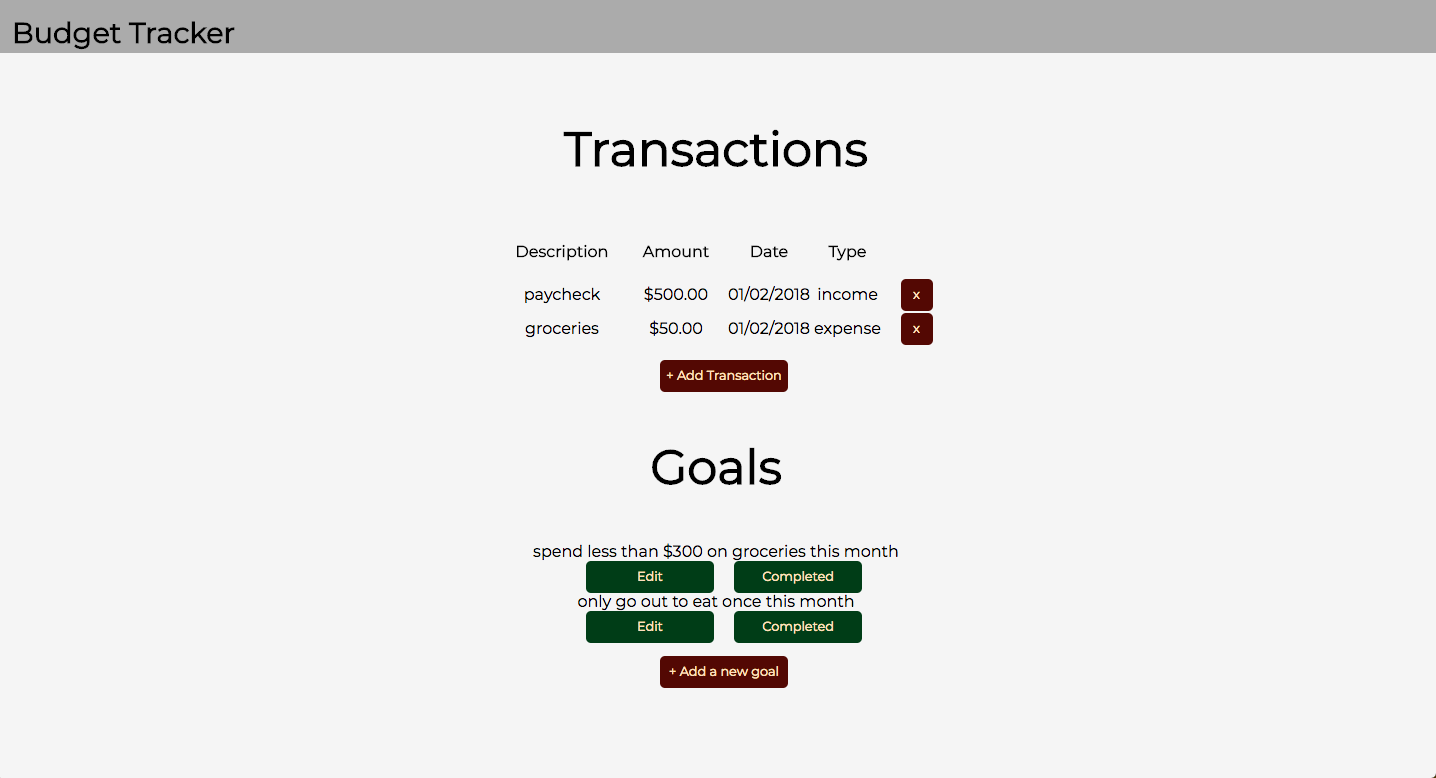 Budget Tracker
Transactions
Description Amount Date Type
paycheck $500.00 01/02/2018 income x
groceries $50.00 01/02/2018 expense x
+ Add Transaction
Goals
spend less than $300 on groceries this month
Edit Completed
only go out to eat once this month
Edit Completed
+ Add a new goal